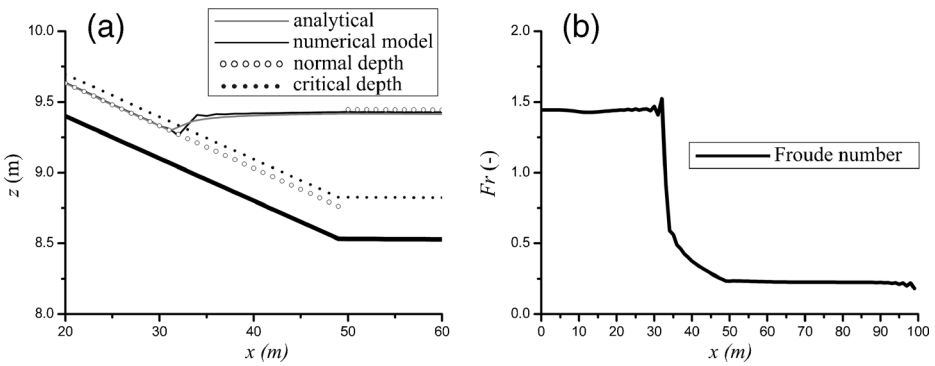 (a)
analytical
numerical model
normal depth
critical depth
10.0
9.5
9.0
8.5
8.0
z (m)
20 30 40 50 60
x (m)
(b)
Froude number
2.0
1.5
1.0
0.5
0.0
Fr (-)
0 10 20 30 40 50 60 70 80 90 100
x (m)